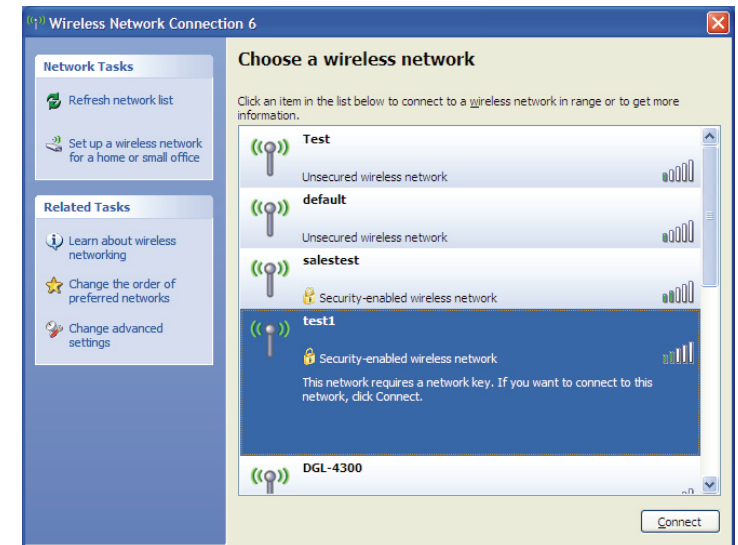 Wireless Network Connection 6
Network Tasks
Refresh network list
Set up a wireless network
for a home or small office
Related Tasks
Learn about wireless
networking
Change the order of
preferred networks
Change advanced
settings
Choose a wireless network
Click an item in the list below to connect to a wireless network in range or to get more
information.
Test
Unsecured wireless network
default
Unsecured wireless network
salestest
Security-enabled wireless network
test1
Security-enabled wireless network
This network requires a network key. If you want to connect to this
network, click Connect.
DGL-4300
Connect